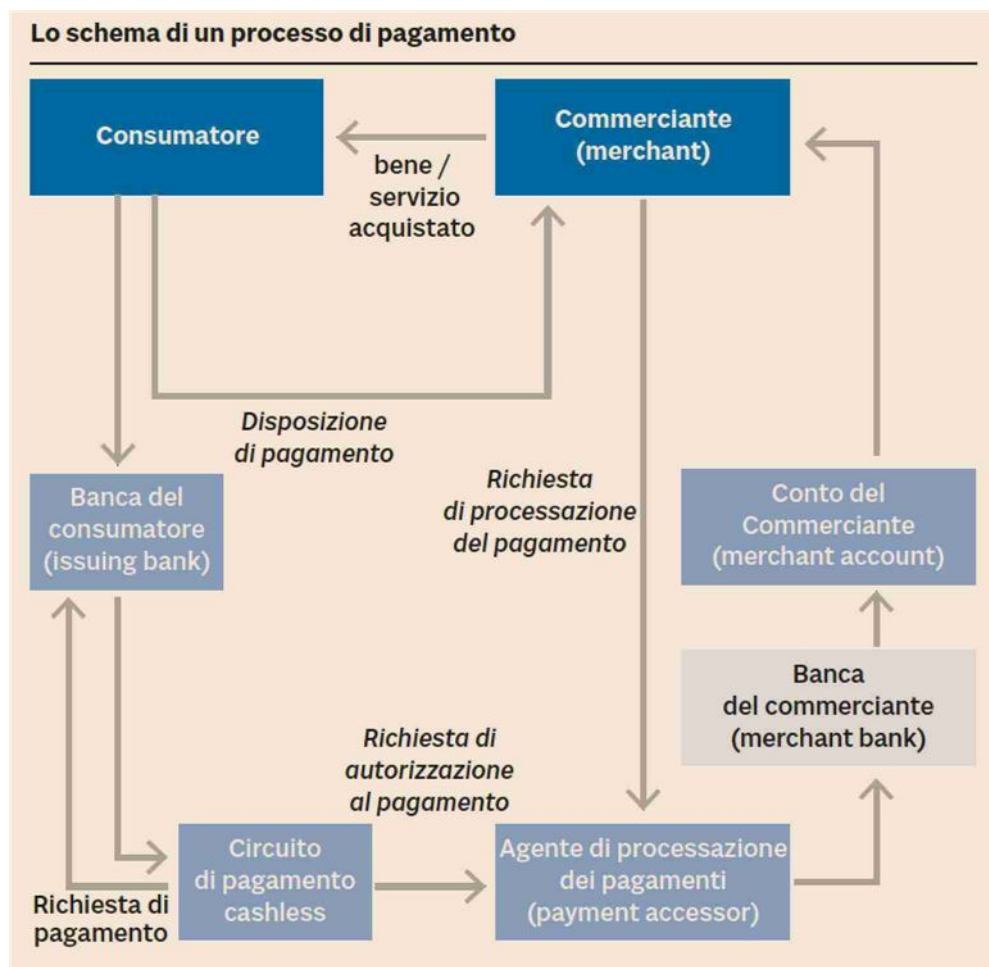 Lo schema di un processo di pagamento
Consumatore
Commerciante
(merchant)
bene /
servizio
acquistato
Disposizione
di pagamento
Richiesta
di processazione
del pagamento
Banca del
consumatore
(issuing bank)
Conto del
Commerciante
(merchant account)
Banca
del commerciante
(merchant bank)
Richiesta di
autorizzazione
al pagamento
Circuito
di pagamento
cashless
Agente di processazione
dei pagamenti
(payment accessor)
Richiesta di
pagamento